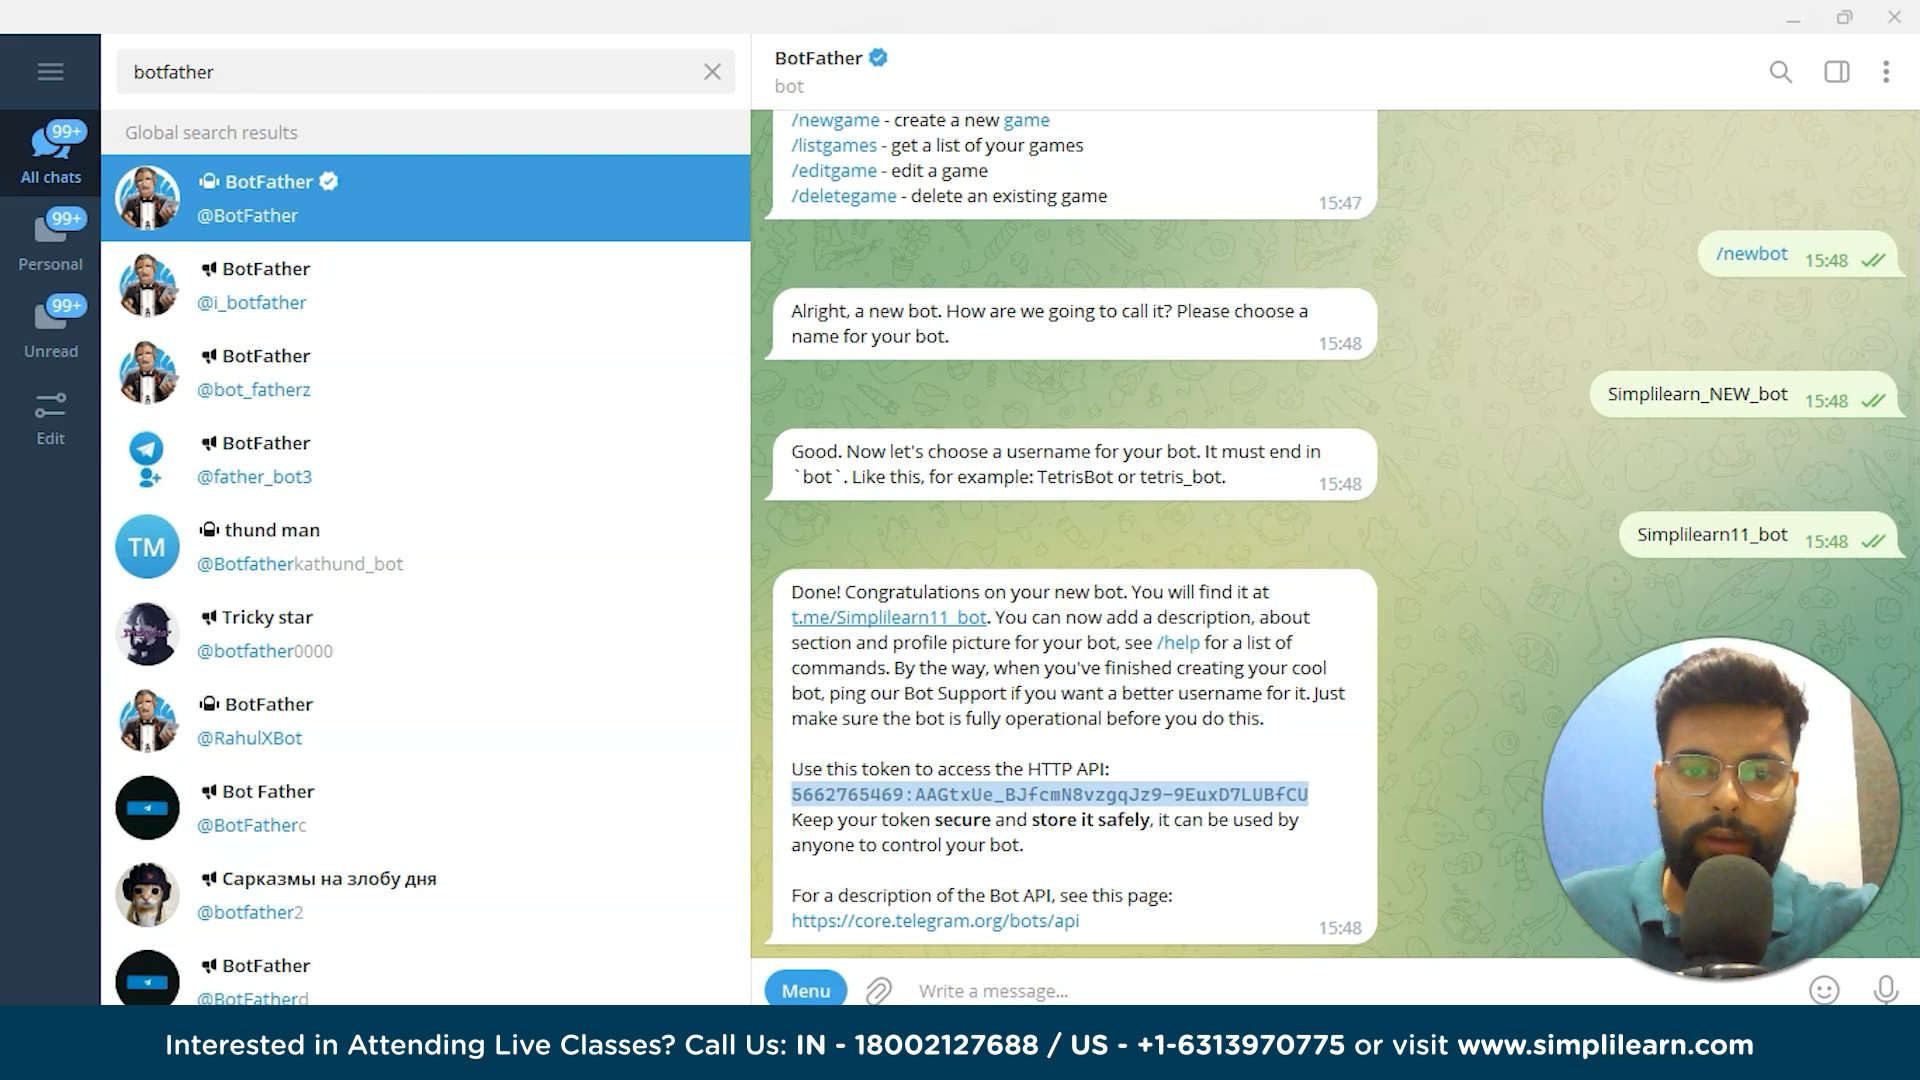 botfather
Global search results
99+
All chats
99+
Personal
99+
Unread
Edit
BotFather
@BotFather
BotFather
@i_botfather
BotFather
@bot_fatherz
BotFather
@father_bot3
TM
thund man
@Botfatherkathund_bot
Tricky star
@botfather0000
BotFather
@RahulXBot
Bot Father
@BotFatherc
Сарказмы на злобу дня
@botfather2
BotFather
@BotFatherd
BotFather
bot
/newgame - create a new game
/listgames - get a list of your games
/editgame - edit a game
/deletegame - delete an existing game
15:47
/newbot 15:48
Alright, a new bot. How are we going to call it? Please choose a
name for your bot.
15:48
Simplilearn_NEW_bot 15:48
Good. Now let's choose a username for your bot. It must end in
`bot`. Like this, for example: TetrisBot or tetris_bot.
15:48
Simplilearn11_bot 15:48
Done! Congratulations on your new bot. You will find it at
t.me/Simplilearn11_bot. You can now add a description, about
section and profile picture for your bot, see /help for a list of
commands. By the way, when you've finished creating your cool
bot, ping our Bot Support if you want a better username for it. Just
make sure the bot is fully operational before you do this.
Use this token to access the HTTP API:
5662765469:AAGtxUe_BJfcmN8vzgqJz9-9EuxD7LUBfCU
Keep your token secure and store it safely, it can be used by
anyone to control your bot.
For a description of the Bot API, see this page:
https://core.telegram.org/bots/api
15:48
Menu
Write a message...
Interested in Attending Live Classes? Call Us: IN - 18002127688 / US - +1-6313970775 or visit www.simplilearn.com